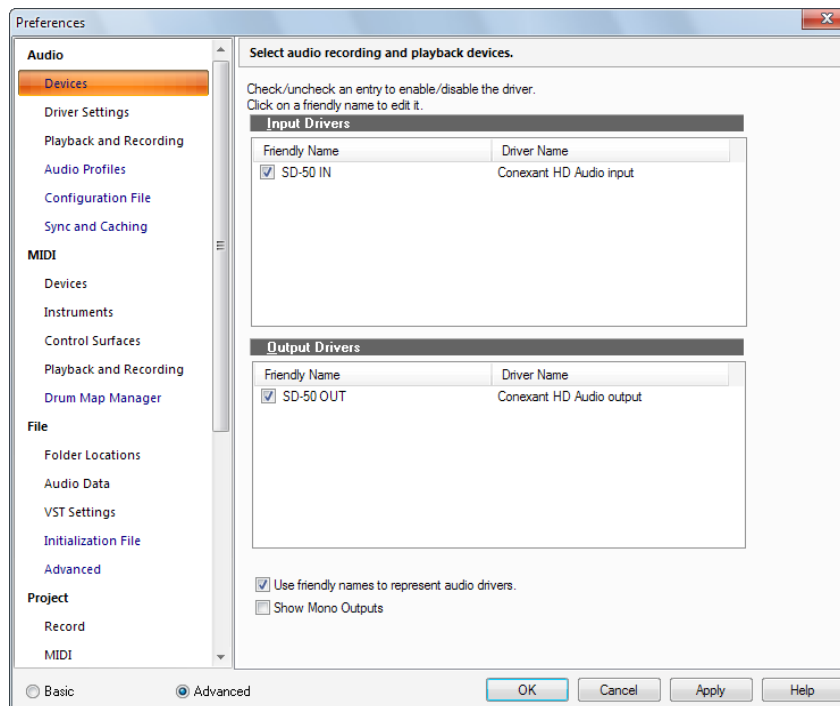 Preferences
Audio
Devices
Driver Settings
Playback and Recording
Audio Profiles
Configuration File
Sync and Caching
MIDI
Devices
Instruments
Control Surfaces
Playback and Recording
Drum Map Manager
File
Folder Locations
Audio Data
VST Settings
Initialization File
Advanced
Project
Record
MIDI
Select audio recording and playback devices.
Check/uncheck an entry to enable/disable the driver.
Click on a friendly name to edit it.
Input Drivers
Friendly Name Driver Name
SD-50 IN Conexant HD Audio input
Output Drivers
Friendly Name Driver Name
SD-50 OUT Conexant HD Audio output
Use friendly names to represent audio drivers.
Show Mono Outputs
Basic Advanced OK Cancel Apply Help